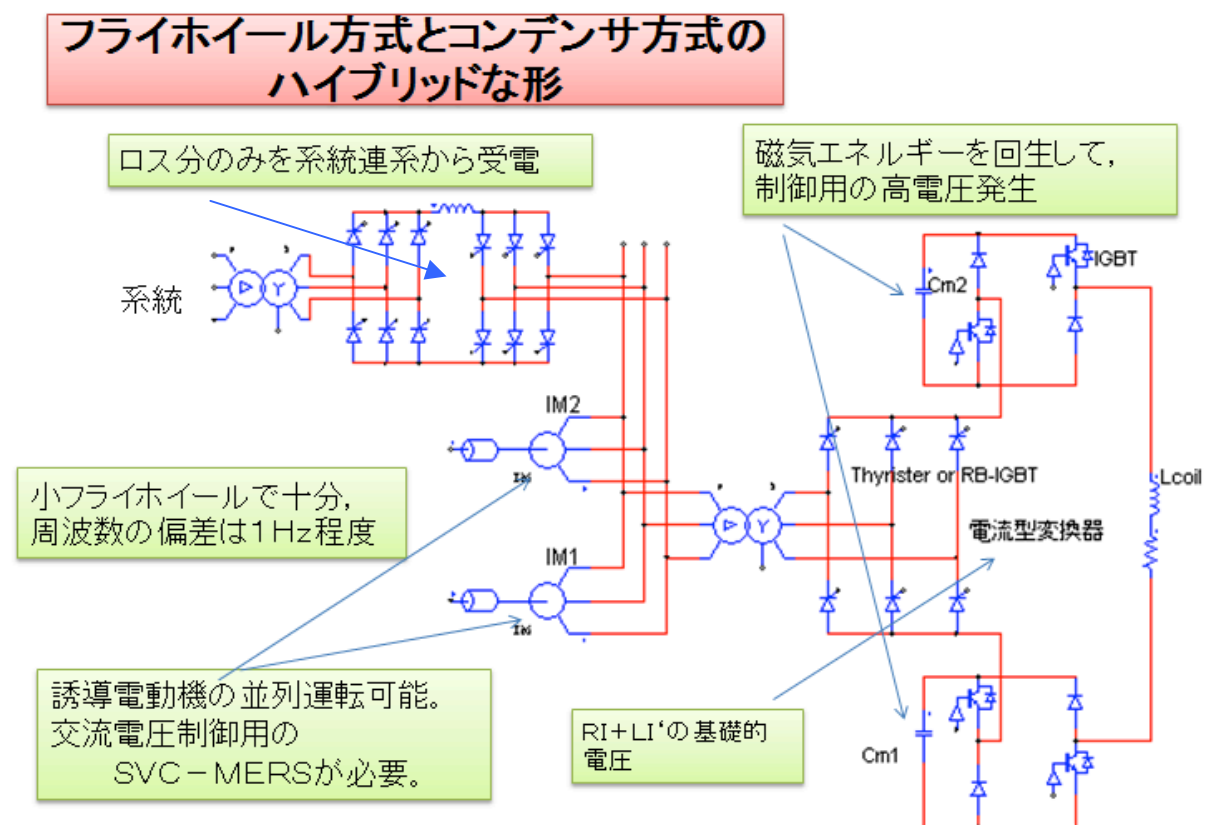 フライホイール方式とコンデンサ方式の
ハイブリッドな形
ロス分のみを系統連系から受電
磁気エネルギーを回生して，
制御用の高電圧発生
系統
IGBT
Cm2
IM2
Thyrister or RB-IGBT
Lcoil
小フライホイールで十分，
周波数の偏差は１Hz程度
電流型変換器
IM1
誘導電動機の並列運転可能。
交流電圧制御用の
SVC－MERSが必要。
RI+LI‘の基礎的
電圧
Cm1